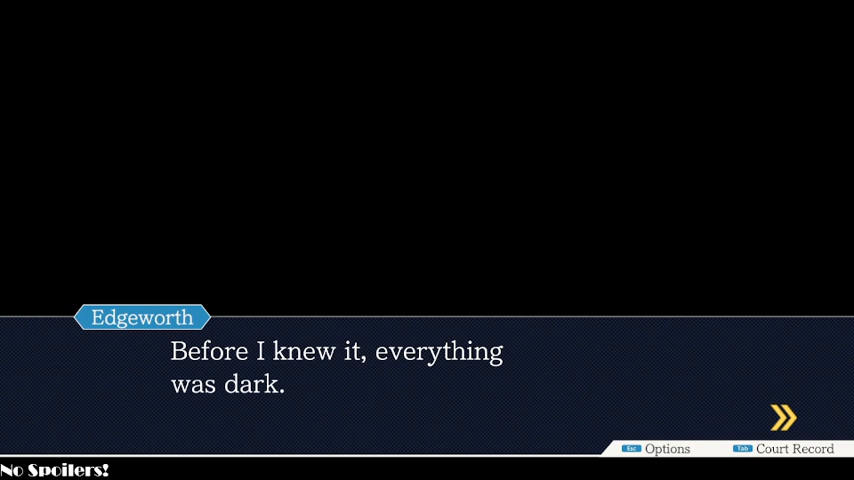 Edgeworth
Before I knew it, everything
was dark.
Esc Options Tab Court Record
No Spoilers!